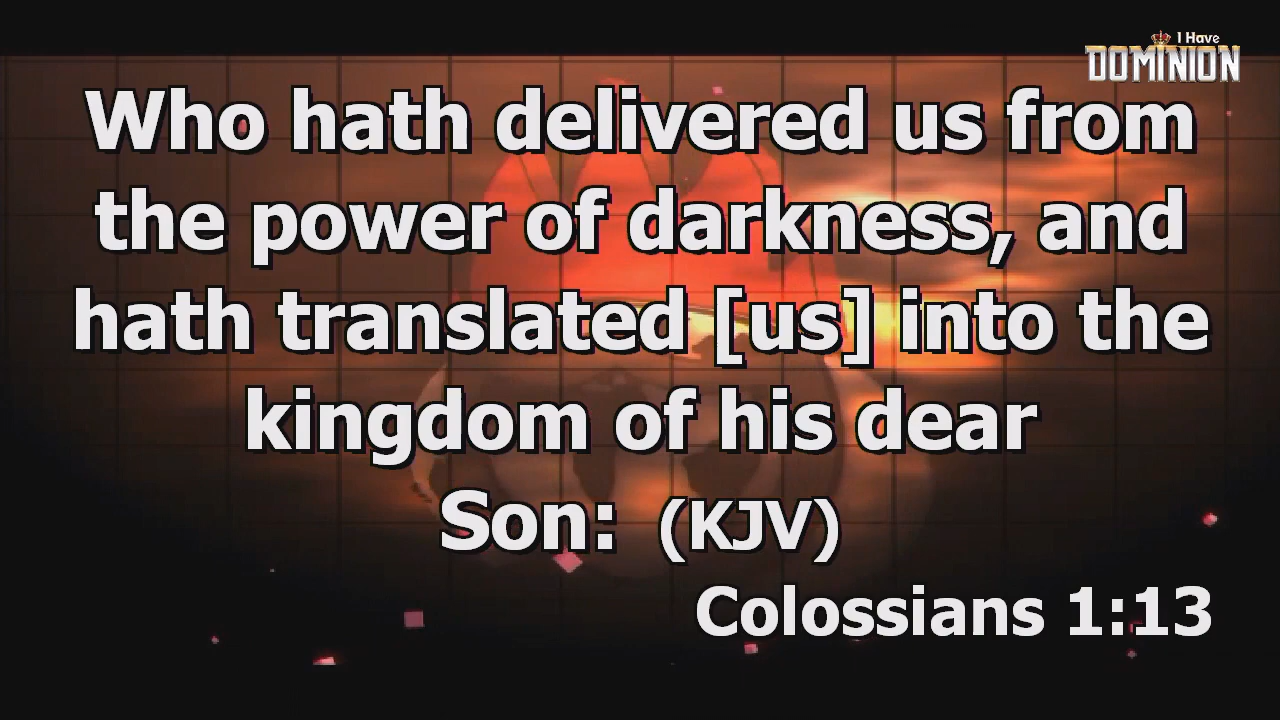 I Have
DOMINION
Who hath delivered us from
the power of darkness, and
hath translated [us] into the
kingdom of his dear
Son: (KJV)
Colossians 1:13